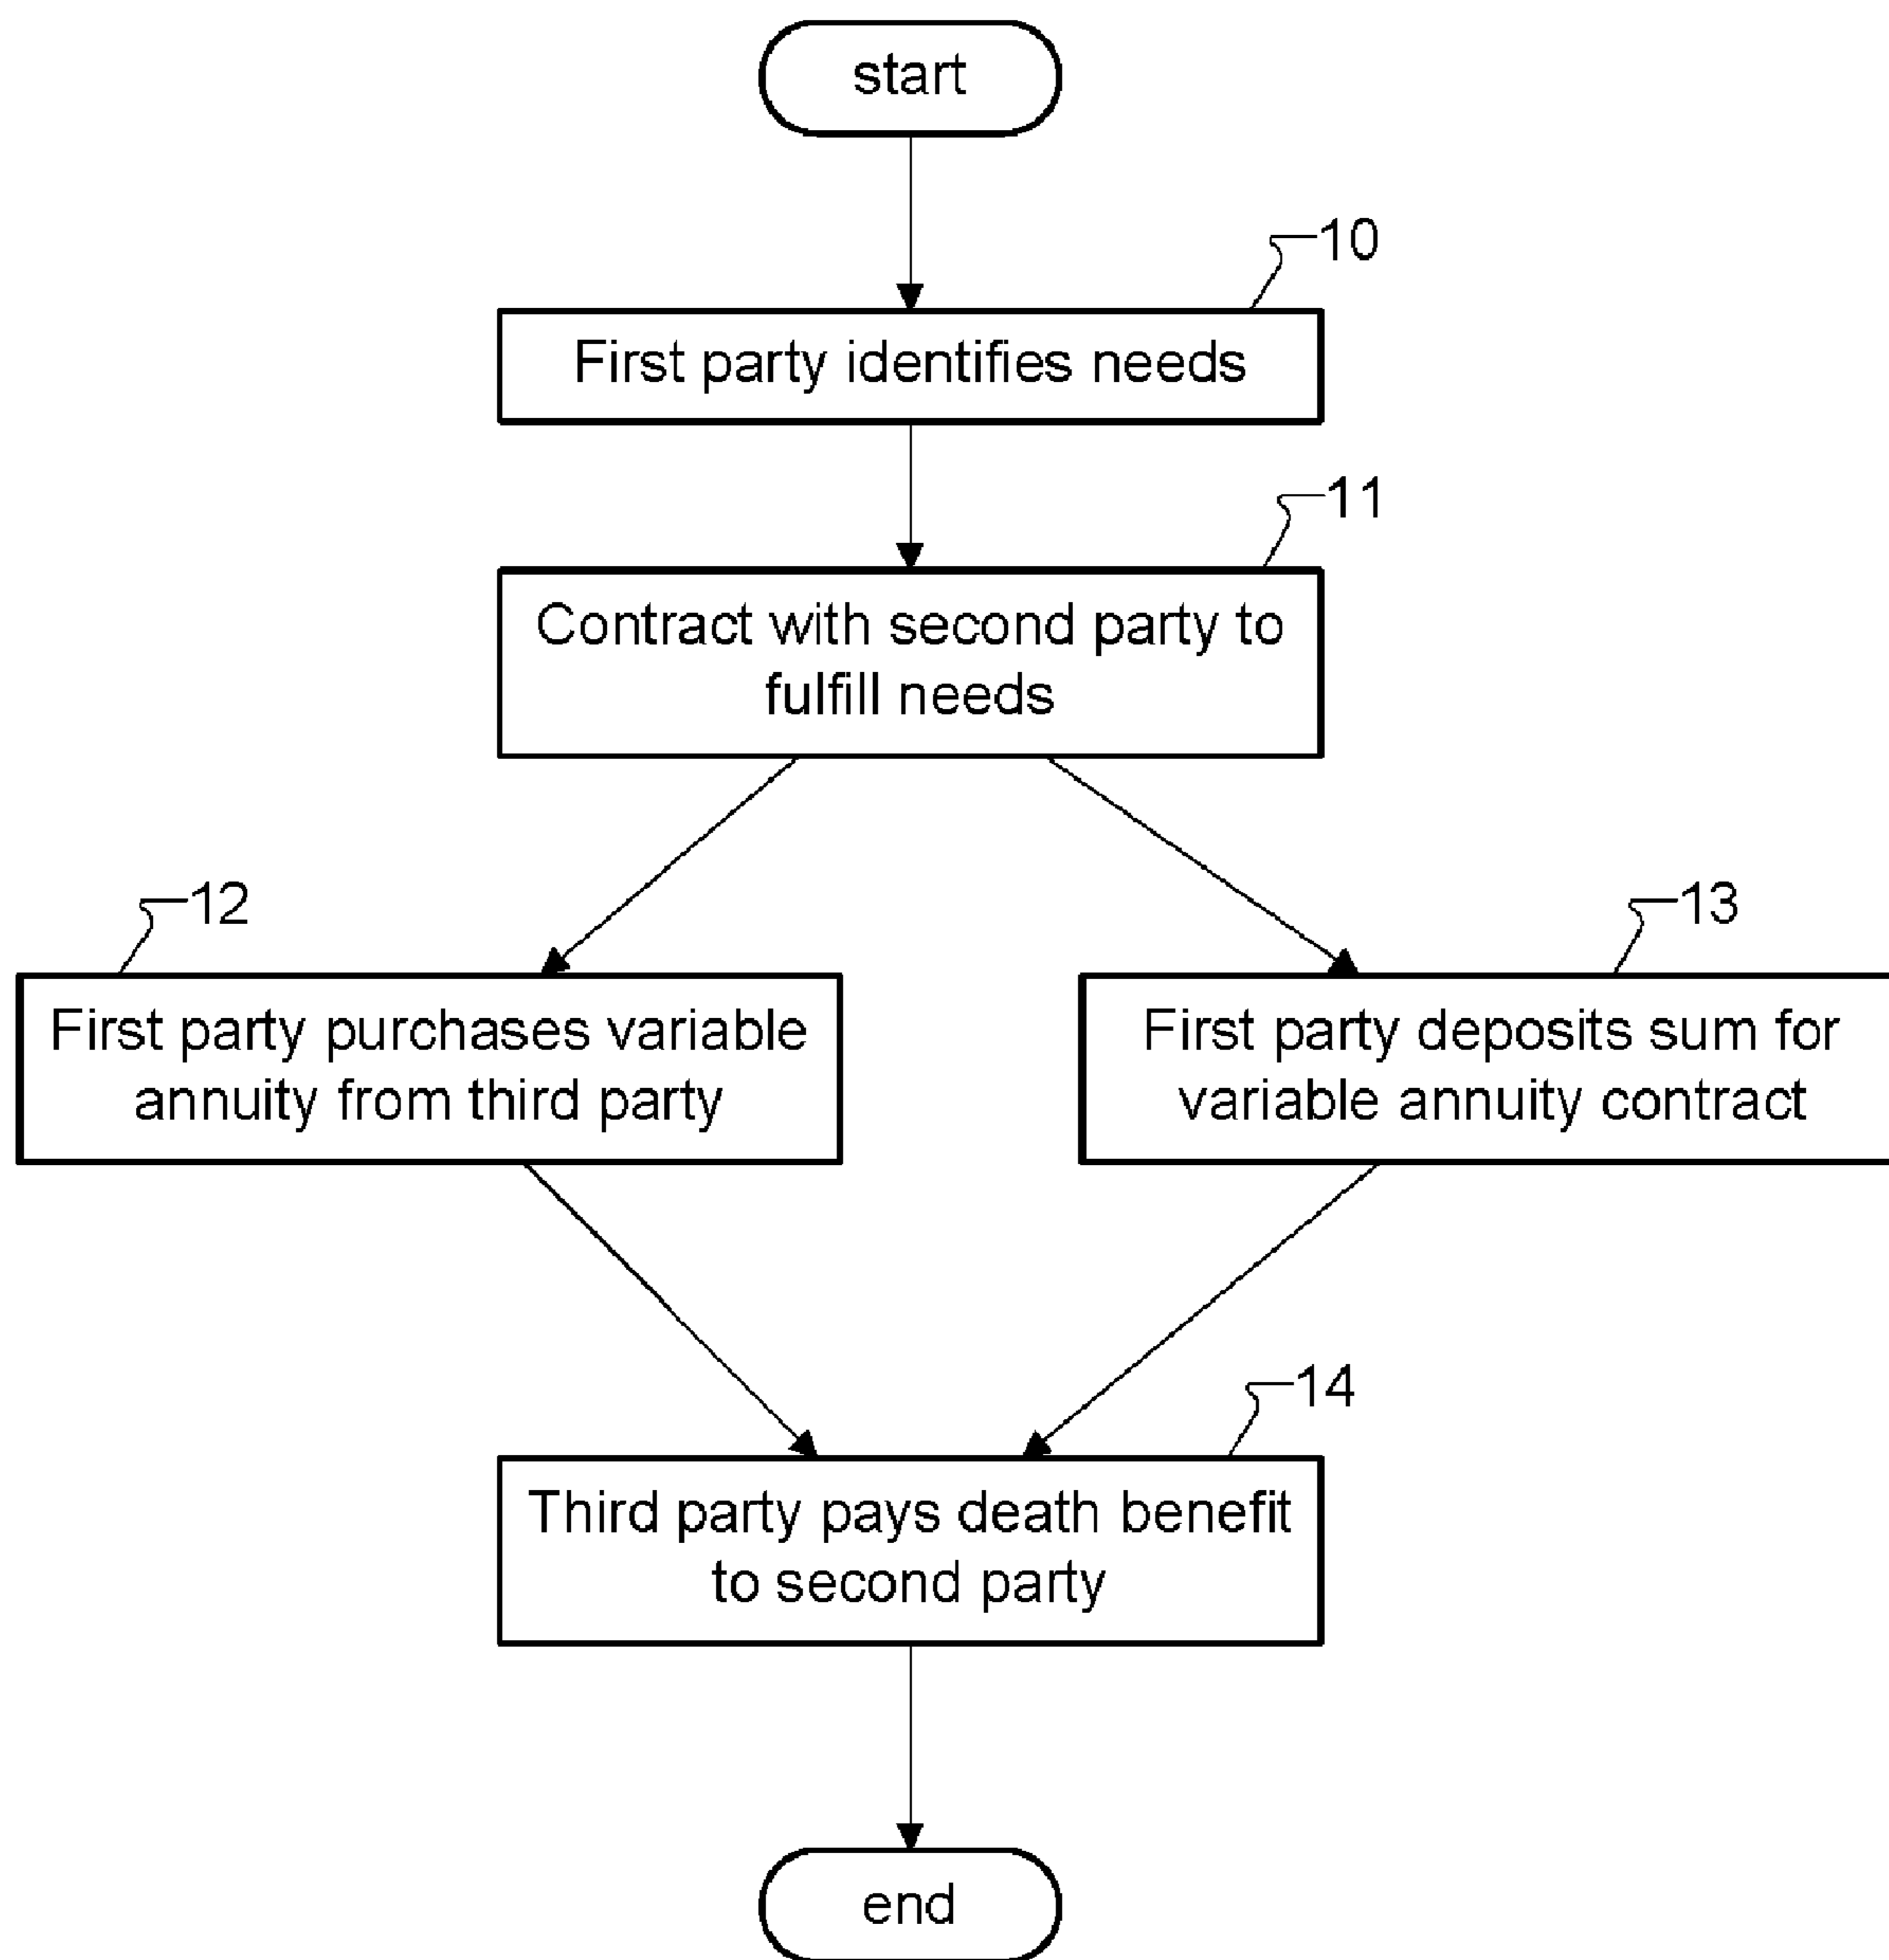 start
10
First party identifies needs
11
Contract with second party to
fulfill needs
12
First party purchases variable
annuity from third party
13
First party deposits sum for
variable annuity contract
14
Third party pays death benefit
to second party
end